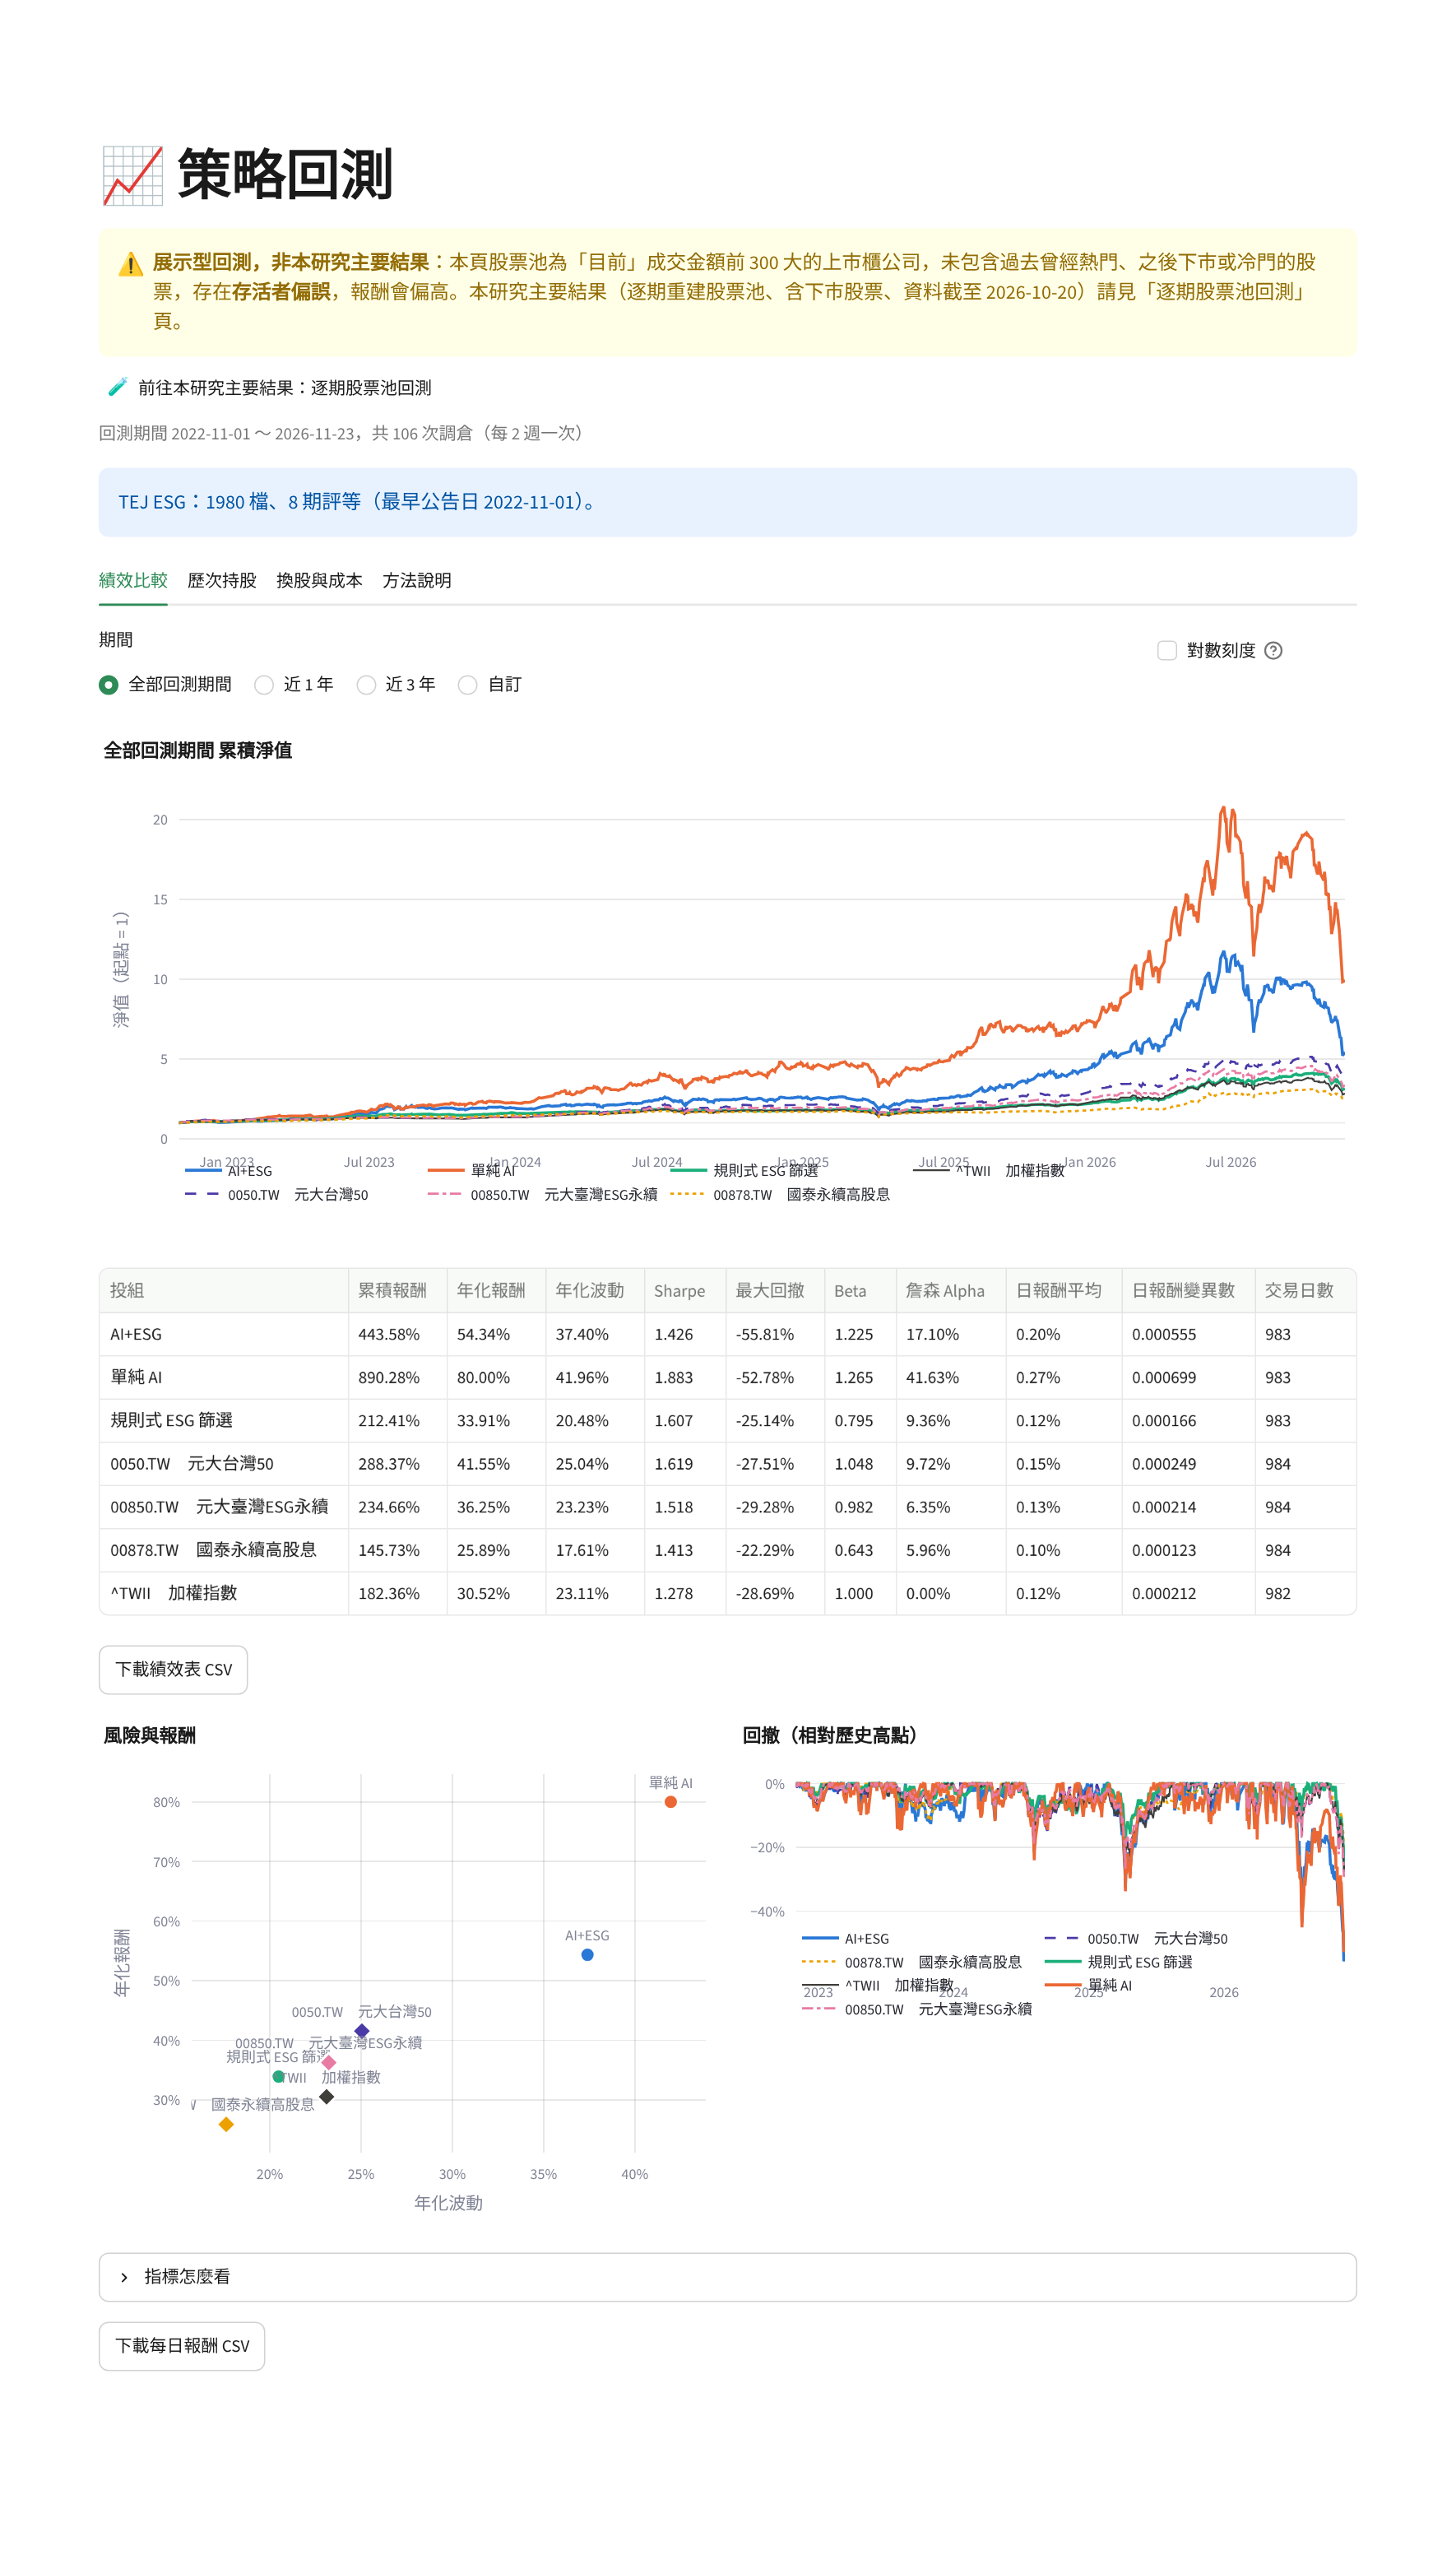 📈 策略回測
⚠️ 展示型回測，非本研究主要結果：本頁股票池為「目前」成交金額前 300 大的上市櫃公司，未包含過去曾經熱門、之後下市或冷門的股
票，存在存活者偏誤，報酬會偏高。本研究主要結果（逐期重建股票池、含下市股票、資料截至 2026-10-20）請見「逐期股票池回測」
頁。
🧪 前往本研究主要結果：逐期股票池回測
回測期間 2022-11-01 ～ 2026-11-23，共 106 次調倉（每 2 週一次）
TEJ ESG：1980 檔、8 期評等（最早公告日 2022-11-01）。
績效比較 歷次持股 換股與成本 方法說明
期間
全部回測期間 近 1 年 近 3 年 自訂
對數刻度
全部回測期間 累積淨值
淨值（起點 = 1）
20
15
10
5
0
Jan 2023 Jul 2023 Jan 2024 Jul 2024 Jan 2025 Jul 2025 Jan 2026 Jul 2026
AI+ESG 單純 AI 規則式 ESG 篩選 ^TWII 加權指數
0050.TW 元大台灣50 00850.TW 元大臺灣ESG永續 00878.TW 國泰永續高股息
投組 累積報酬 年化報酬 年化波動 Sharpe 最大回撤 Beta 詹森 Alpha 日報酬平均 日報酬變異數 交易日數
AI+ESG 443.58% 54.34% 37.40% 1.426 -55.81% 1.225 17.10% 0.20% 0.000555 983
單純 AI 890.28% 80.00% 41.96% 1.883 -52.78% 1.265 41.63% 0.27% 0.000699 983
規則式 ESG 篩選 212.41% 33.91% 20.48% 1.607 -25.14% 0.795 9.36% 0.12% 0.000166 983
0050.TW 元大台灣50 288.37% 41.55% 25.04% 1.619 -27.51% 1.048 9.72% 0.15% 0.000249 984
00850.TW 元大臺灣ESG永續 234.66% 36.25% 23.23% 1.518 -29.28% 0.982 6.35% 0.13% 0.000214 984
00878.TW 國泰永續高股息 145.73% 25.89% 17.61% 1.413 -22.29% 0.643 5.96% 0.10% 0.000123 984
^TWII 加權指數 182.36% 30.52% 23.11% 1.278 -28.69% 1.000 0.00% 0.12% 0.000212 982
下載績效表 CSV
風險與報酬
年化報酬
80%
70%
60%
50%
40%
30%
單純 AI
AI+ESG
0050.TW 元大台灣50
00850.TW 元大臺灣ESG永續
規則式 ESG 篩選
TWII 加權指數
W 國泰永續高股息
20% 25% 30% 35% 40%
年化波動
回撤（相對歷史高點）
0%
−20%
−40%
AI+ESG 0050.TW 元大台灣50
00878.TW 國泰永續高股息 規則式 ESG 篩選
^TWII 加權指數 單純 AI
2023 2024 2025 2026
00850.TW 元大臺灣ESG永續
指標怎麼看
下載每日報酬 CSV